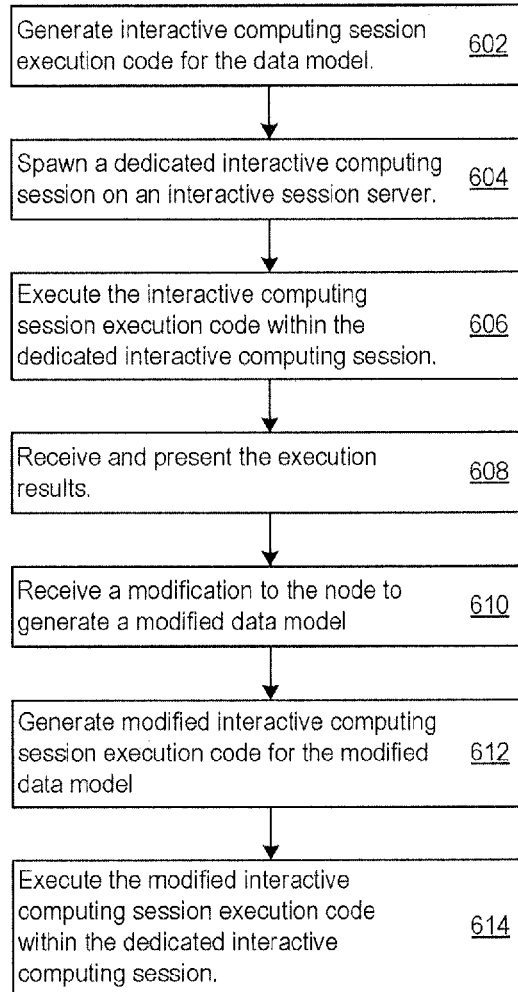 Generate interactive computing session
execution code for the data model.
602
Spawn a dedicated interactive computing
session on an interactive session server.
604
Execute the interactive computing
session execution code within the
dedicated interactive computing session.
606
Receive and present the execution
results.
608
Receive a modification to the node to
generate a modified data model
610
Generate modified interactive computing
session execution code for the modified
data model
612
Execute the modified interactive
computing session execution code
within the dedicated interactive
computing session.
614